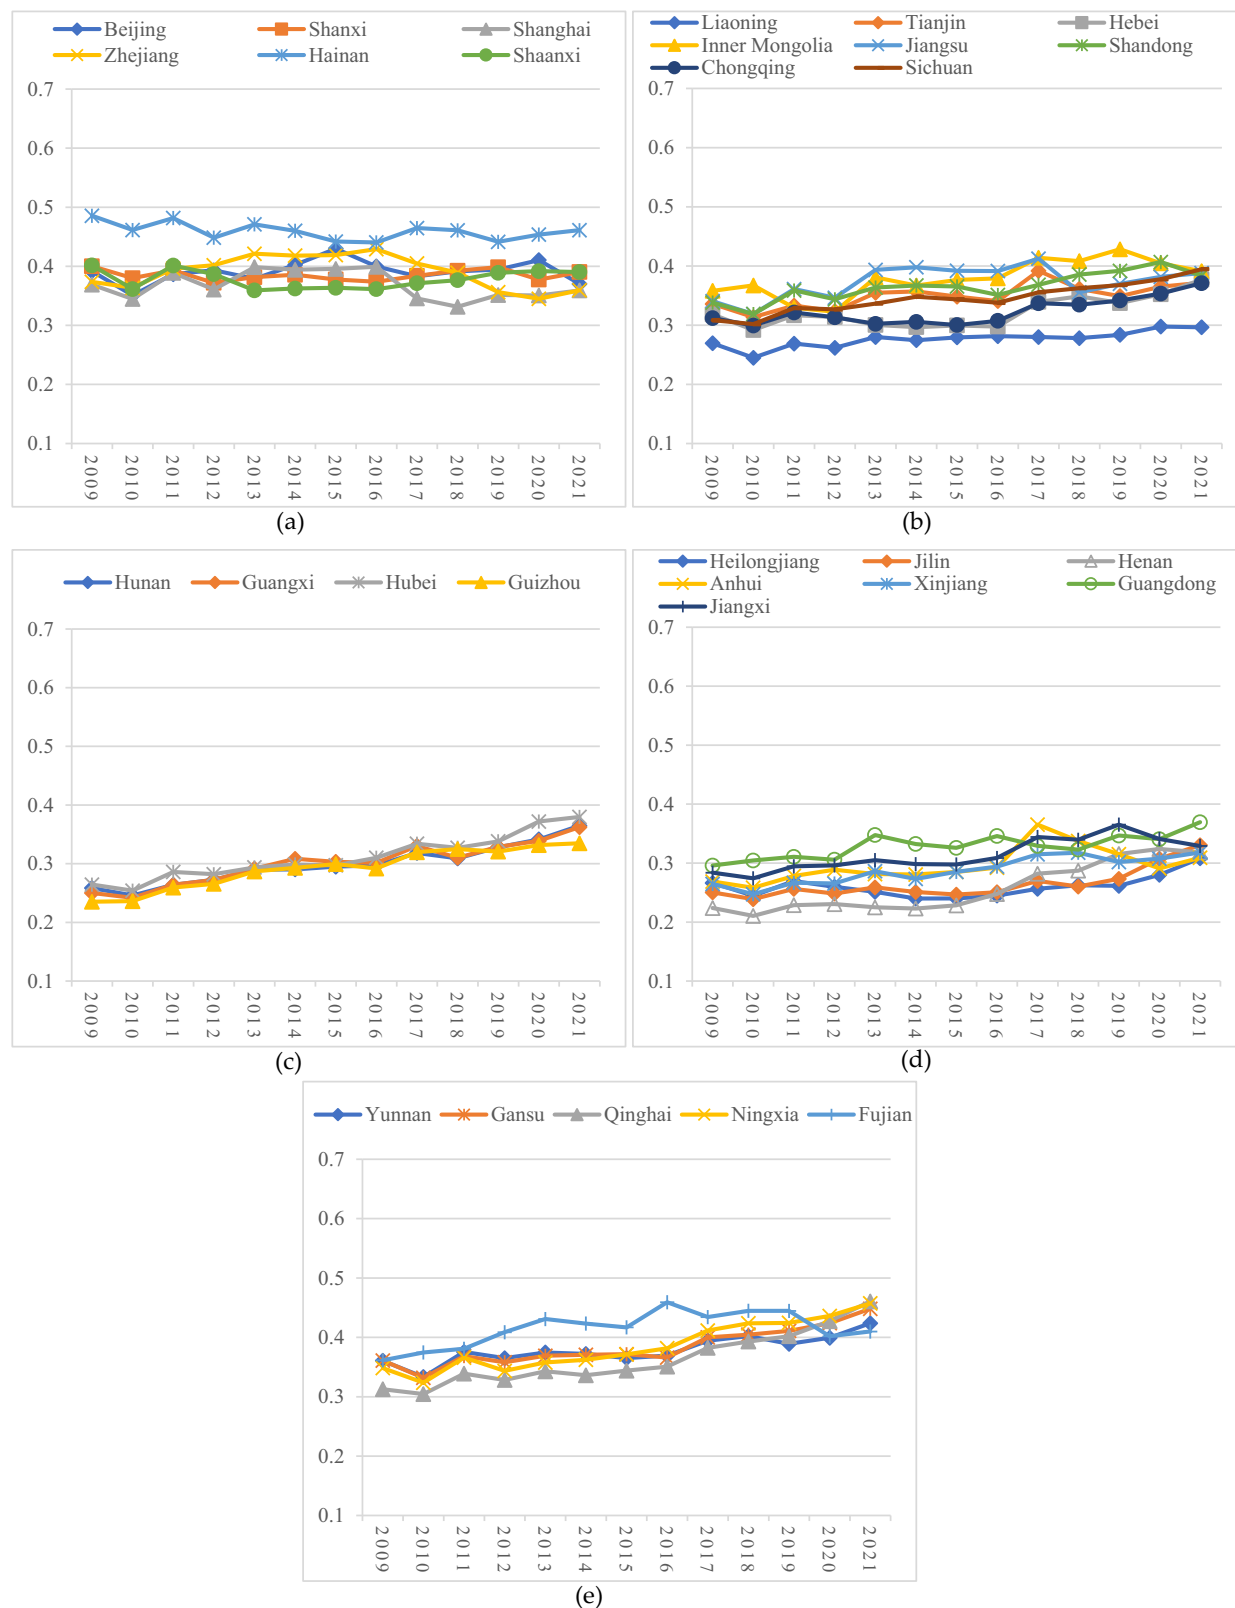 Beijing Shanxi Shanghai
Zhejiang Hainan Shaanxi
0.7
0.6
0.5
0.4
0.3
0.2
0.1
2009 2010 2011 2012 2013 2014 2015 2016 2017 2018 2019 2020 2021
(a)
Liaoning Tianjin Hebei
Inner Mongolia Jiangsu Shandong
Chongqing Sichuan
0.7
0.6
0.5
0.4
0.3
0.2
0.1
2009 2010 2011 2012 2013 2014 2015 2016 2017 2018 2019 2020 2021
(b)
Hunan Guangxi Hubei Guizhou
0.7
0.6
0.5
0.4
0.3
0.2
0.1
2009 2010 2011 2012 2013 2014 2015 2016 2017 2018 2019 2020 2021
(c)
Heilongjiang Jilin Henan
Anhui Xinjiang Guangdong
Jiangxi
0.7
0.6
0.5
0.4
0.3
0.2
0.1
2009 2010 2011 2012 2013 2014 2015 2016 2017 2018 2019 2020 2021
(d)
Yunnan Gansu Qinghai Ningxia Fujian
0.7
0.6
0.5
0.4
0.3
0.2
0.1
2009 2010 2011 2012 2013 2014 2015 2016 2017 2018 2019 2020 2021
(e)